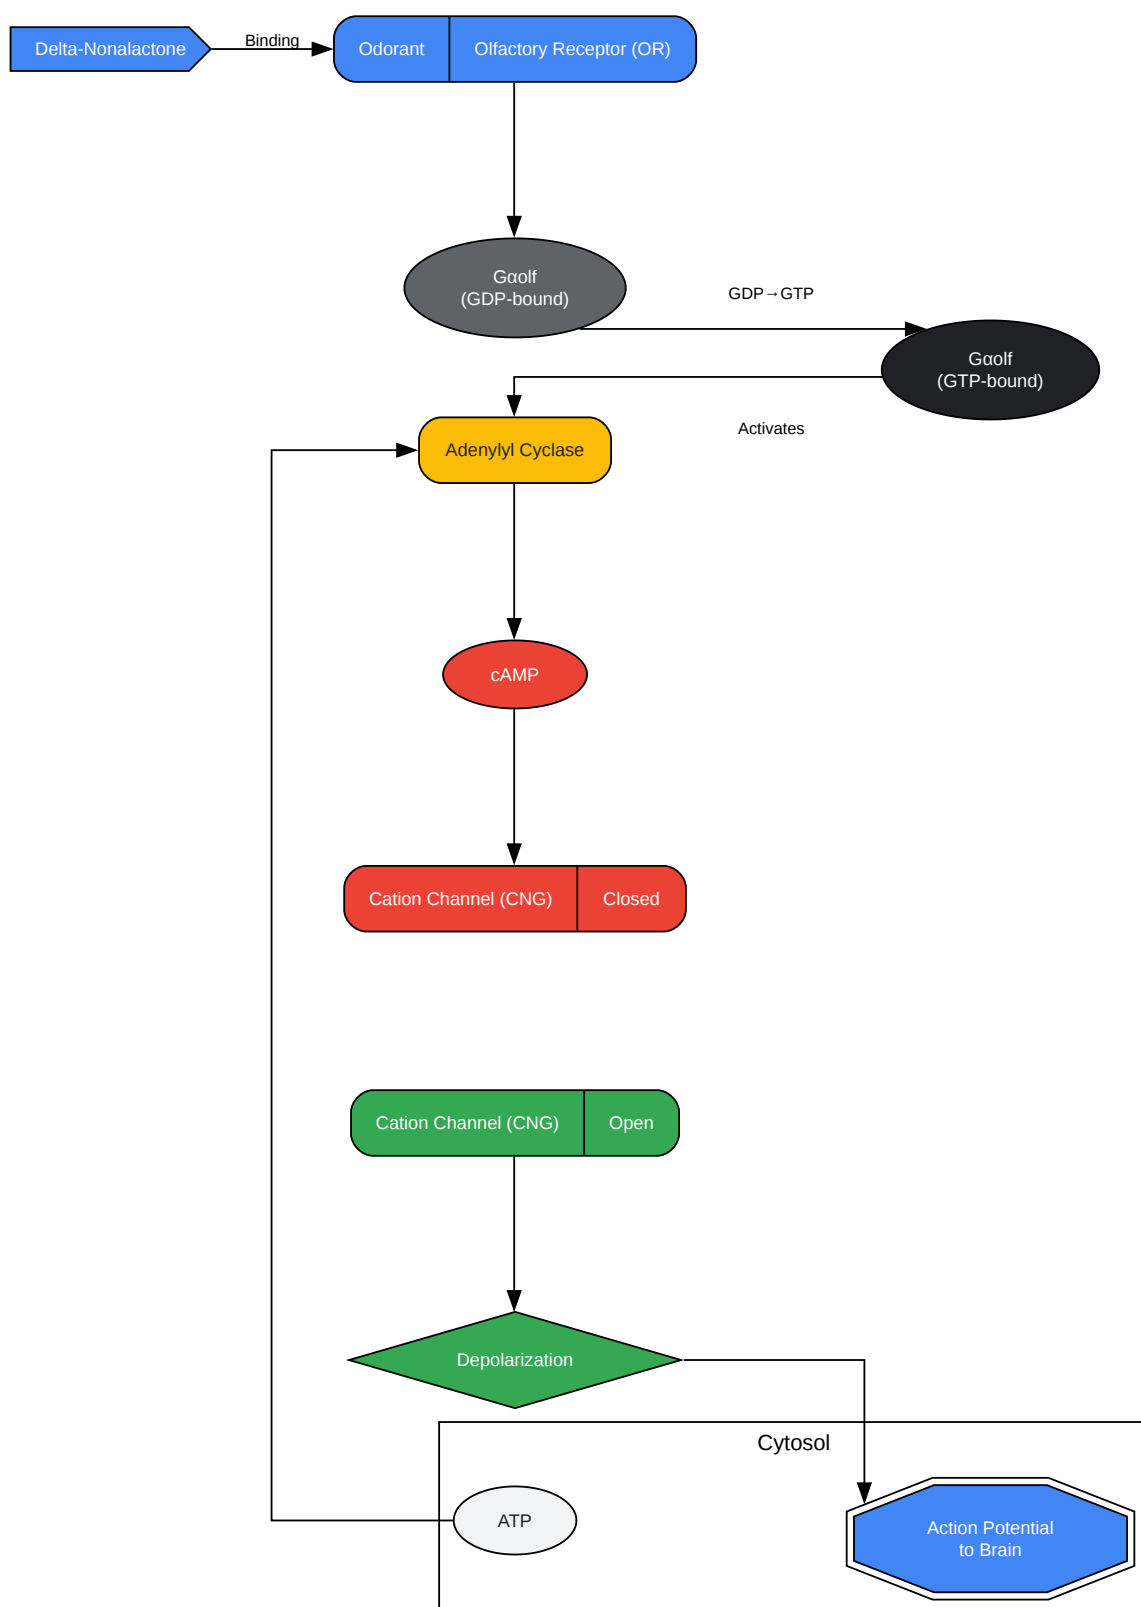 Delta-Nonalactone
Binding
Odorant
Olfactory Receptor (OR)
Gαolf
(GDP-bound)
GDP→GTP
Gαolf
(GTP-bound)
Activates
Adenylyl Cyclase
cAMP
Cation Channel (CNG)
Closed
Cation Channel (CNG)
Open
Depolarization
Cytosol
ATP
Action Potential
to Brain